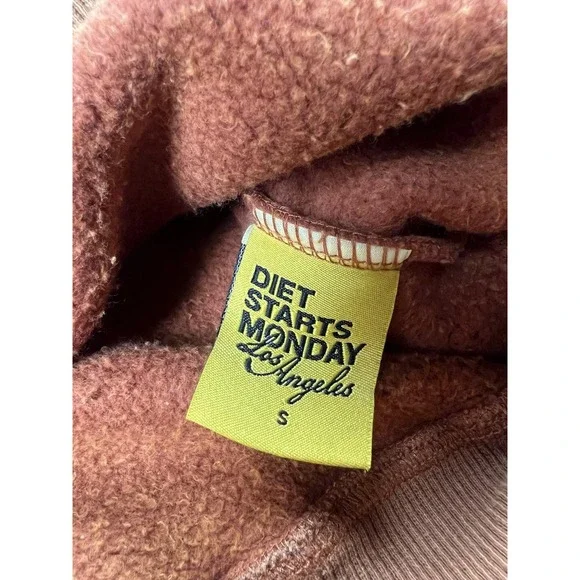 DIET
STARTS
MONDAY
Los
Angeles
S